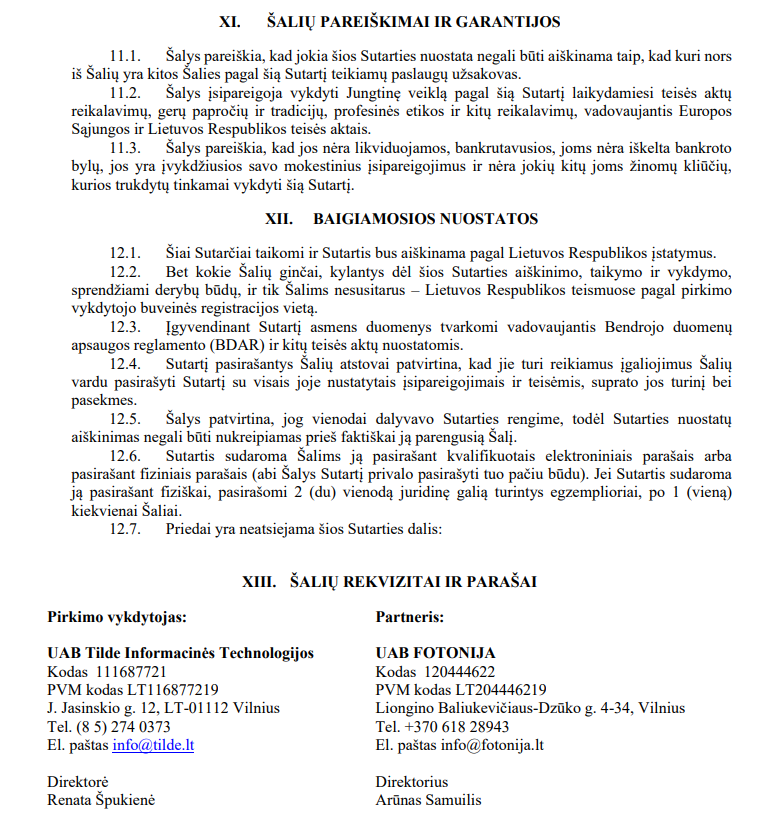 XI. ŠALIŲ PAREIŠKIMAI IR GARANTIJOS
11.1. Šalys pareiškia, kad jokia šios Sutarties nuostata negali būti aiškinama taip, kad kuri nors
iš Šalių yra kitos Šalies pagal šią Sutartį teikiamų paslaugų užsakovas.
11.2. Šalys įsipareigoja vykdyti Jungtinę veiklą pagal šią Sutartį laikydamiesi teisės aktų
reikalavimų, gerų papročių ir tradicijų, profesinės etikos ir kitų reikalavimų, vadovaujantis Europos
Sąjungos ir Lietuvos Respublikos teisės aktais.
11.3. Šalys pareiškia, kad jos nėra likviduojamos, bankrutavusios, joms nėra iškelta bankroto
bylų, jos yra įvykdžiusios savo mokestinius įsipareigojimus ir nėra jokių kitų joms žinomų kliūčių,
kurios trukdytų tinkamai vykdyti šią Sutartį.
XII. BAIGIAMOSIOS NUOSTATOS
12.1. Šiai Sutarčiai taikomi ir Sutartis bus aiškinama pagal Lietuvos Respublikos įstatymus.
12.2. Bet kokie Šalių ginčai, kylantys dėl šios Sutarties aiškinimo, taikymo ir vykdymo,
sprendžiami derybų būdu, ir tik Šalims nesusitarus – Lietuvos Respublikos teismuose pagal pirkimo
vykdytojo buveinės registracijos vietą.
12.3. Įgyvendinant Sutartį asmens duomenys tvarkomi vadovaujantis Bendrojo duomenų
apsaugos reglamento (BDAR) ir kitų teisės aktų nuostatomis.
12.4. Sutartį pasirašantys Šalių atstovai patvirtina, kad jie turi reikiamus įgaliojimus Šalių
vardu pasirašyti Sutartį su visais joje nustatytais įsipareigojimais ir teisėmis, suprato jos turinį bei
pasekmes.
12.5. Šalys patvirtina, jog vienodai dalyvavo Sutarties rengime, todėl Sutarties nuostatų
aiškinimas negali būti nukreipiamas prieš faktiškai ją parengusią Šalį.
12.6. Sutartis sudaroma Šalims ją pasirašant kvalifikuotais elektroniniais parašais arba
pasirašant fiziniais parašais (abi Šalys Sutartį privalo pasirašyti tuo pačiu būdu). Jei Sutartis sudaroma
ją pasirašant fiziškai, pasirašomi 2 (du) vienodą juridinę galią turintys egzemplioriai, po 1 (vieną)
kiekvienai Šaliai.
12.7. Priedai yra neatsiejama šios Sutarties dalis:
XIII. ŠALIŲ REKVIZITAI IR PARAŠAI
Pirkimo vykdytojas:
UAB Tilde Informacinės Technologijos
Kodas 111687721
PVM kodas LT116877219
J. Jasinskio g. 12, LT-01112 Vilnius
Tel. (8 5) 274 0373
El. paštas info@tilde.lt
Direktorė
Renata Špukienė
Partneris:
UAB FOTONIJA
Kodas 120444622
PVM kodas LT204446219
Liongino Baliukevičiaus-Dzūko g. 4-34, Vilnius
Tel. +370 618 28943
El. paštas info@fotonija.lt
Direktorius
Arūnas Samuilis